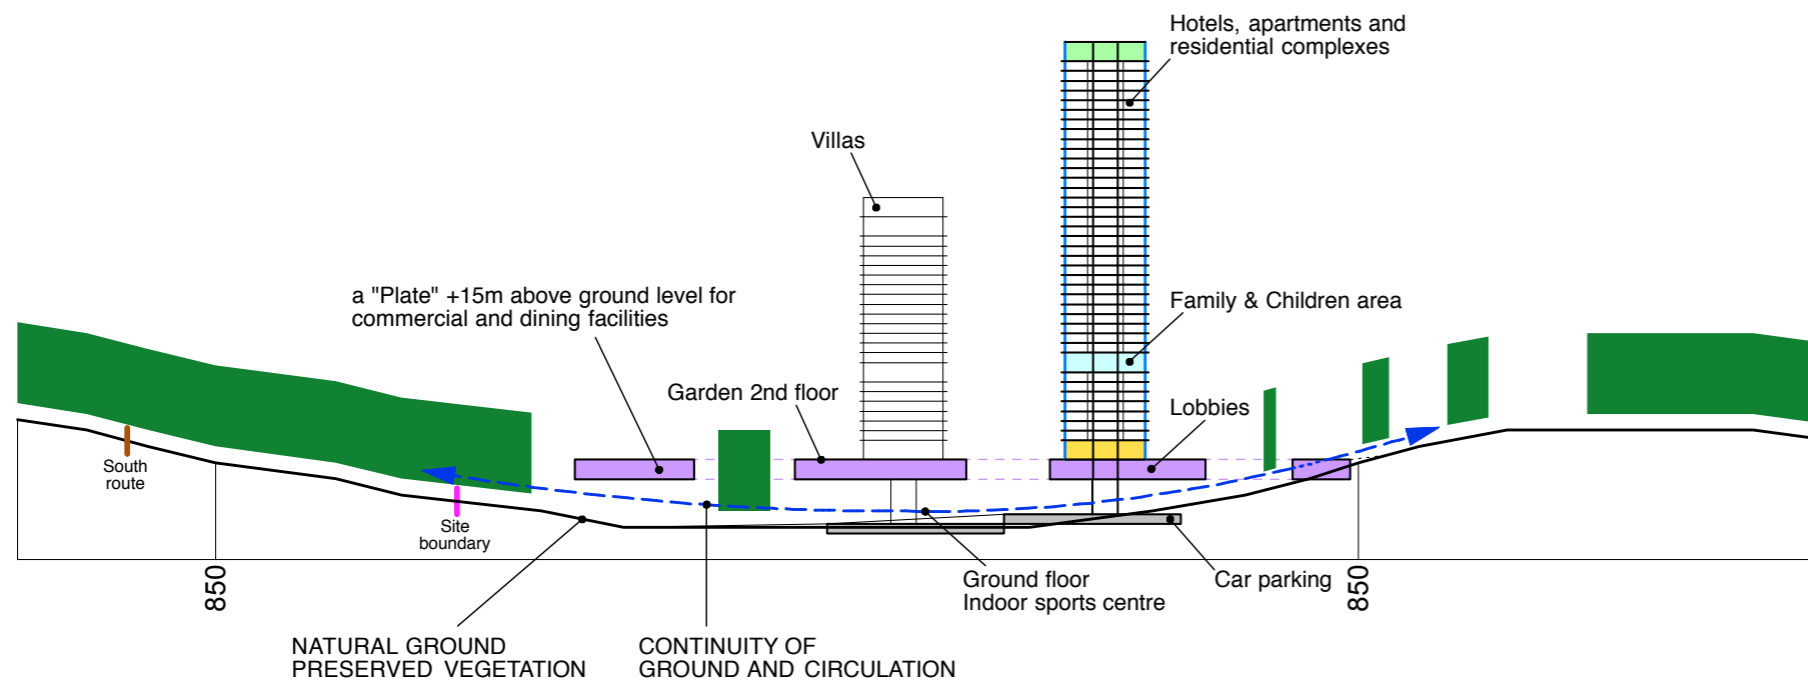 Hotels, apartments and
residential complexes
Villas
a "Plate" +15m above ground level for
commercial and dining facilities
Family & Children area
Garden 2nd floor
Lobbies
South
route
Site
boundary
850
Ground floor
Indoor sports centre
Car parking
850
NATURAL GROUND
PRESERVED VEGETATION
CONTINUITY OF
GROUND AND CIRCULATION